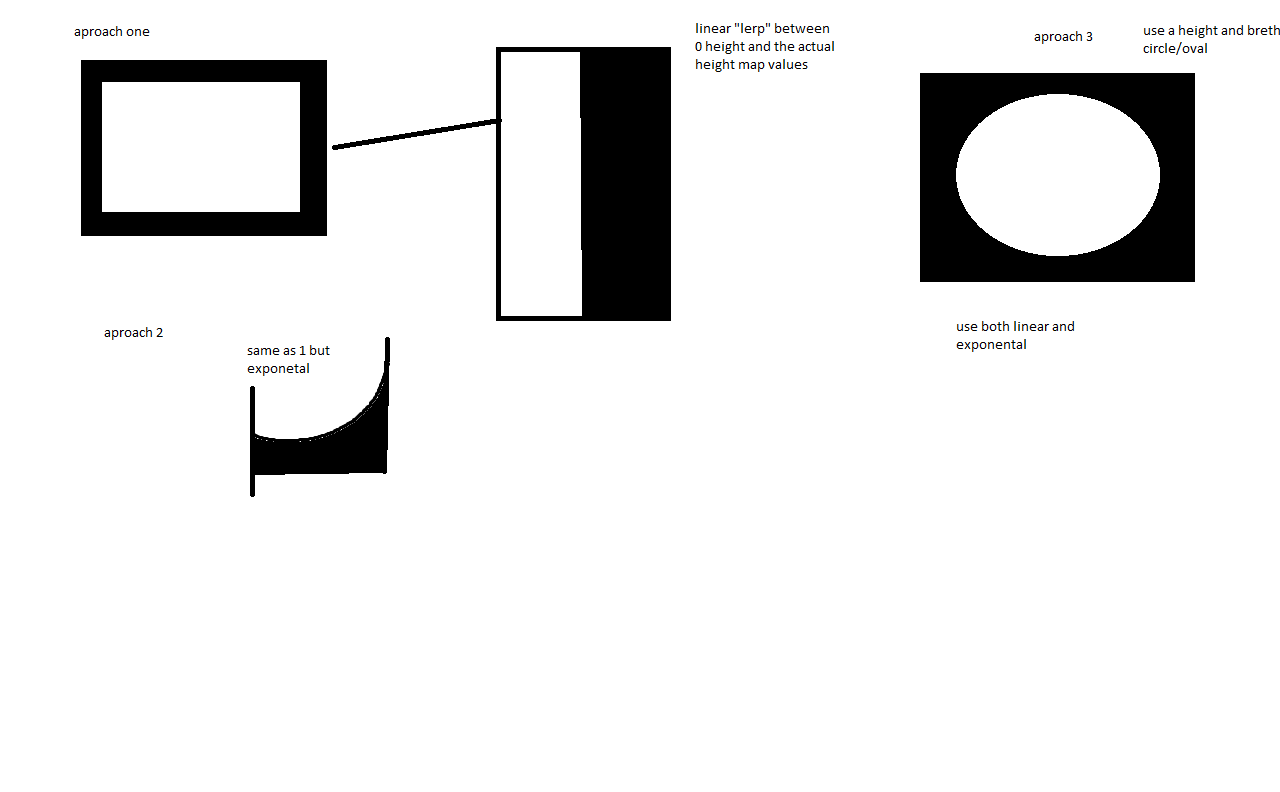 aproach one
linear "lerp" between
0 height and the actual
height map values
aproach 3
use a height and breth
circle/oval
aproach 2
same as 1 but
exponetal
use both linear and
exponental